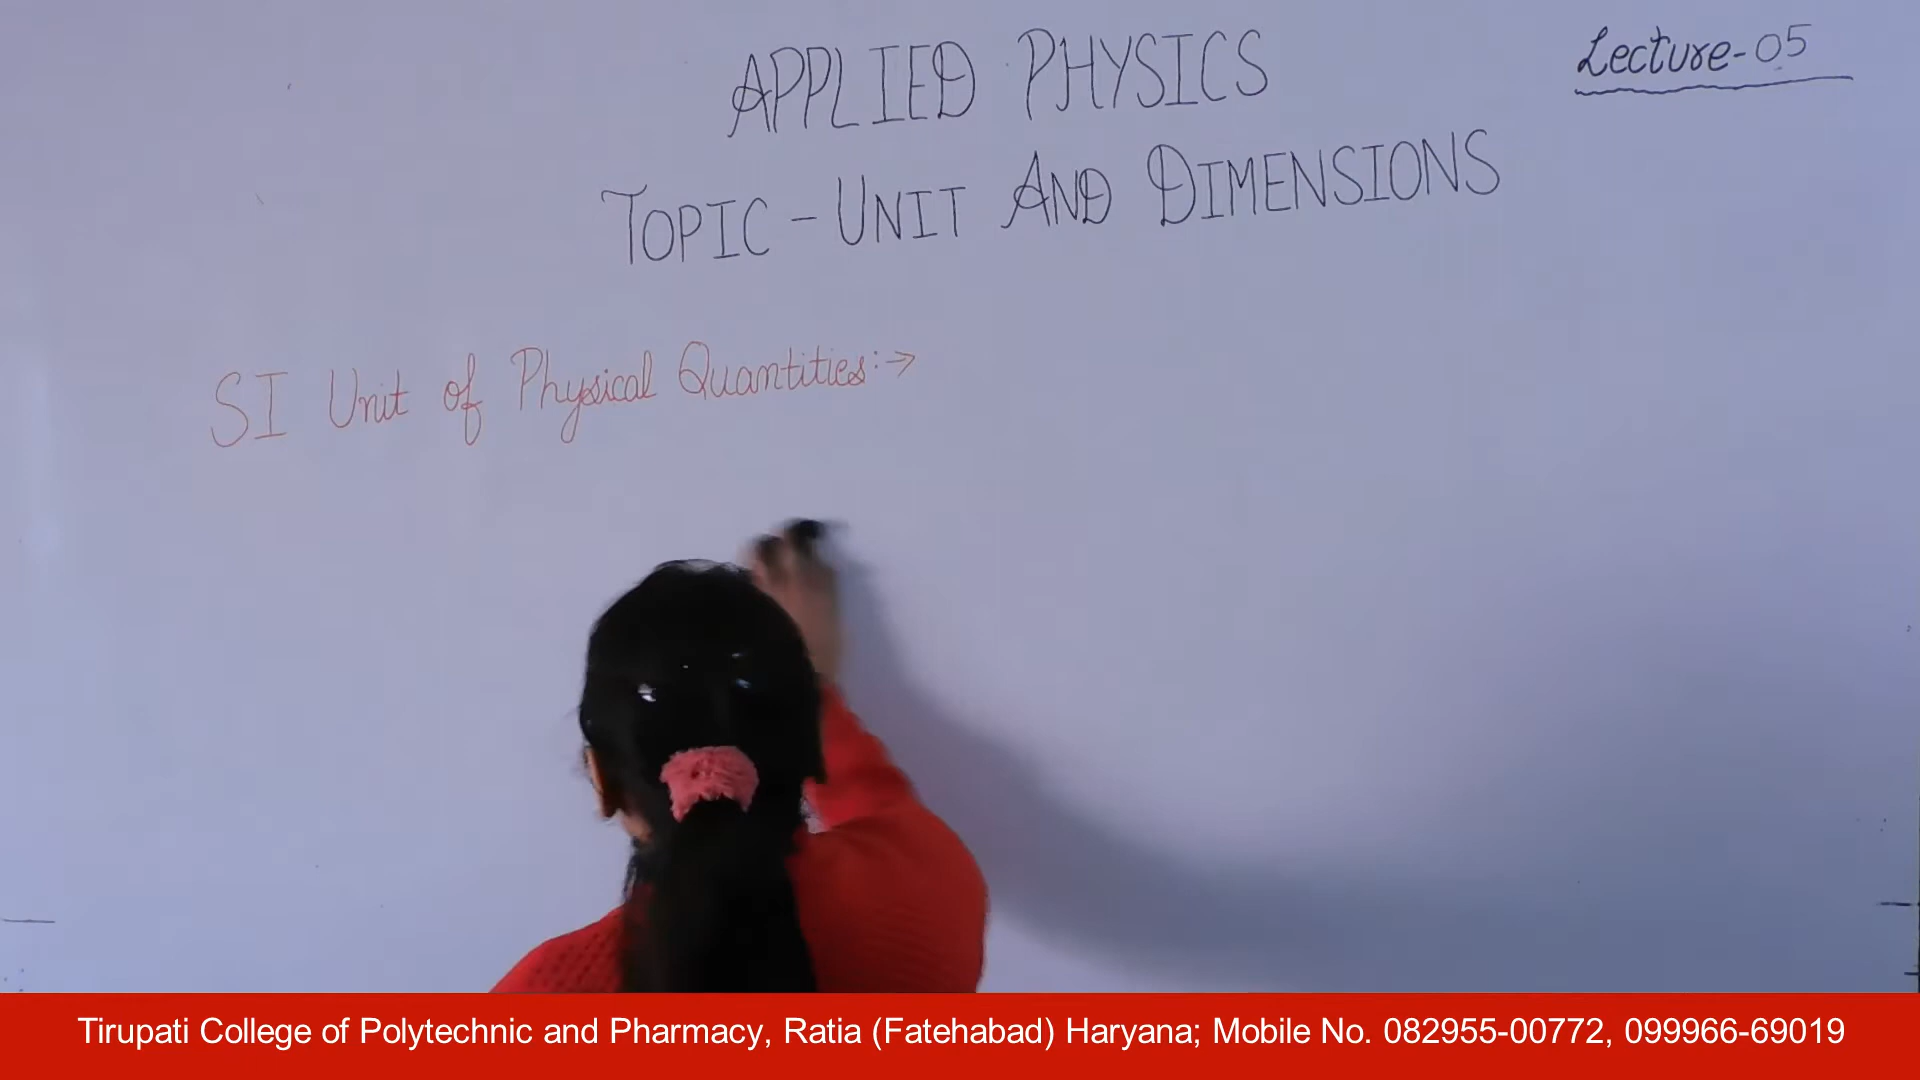 Lecture-05
APPLIED PHYSICS
TOPIC - UNIT AND DIMENSIONS
SI Unit of Physical Quantities:→
Tirupati College of Polytechnic and Pharmacy, Ratia (Fatehabad) Haryana; Mobile No. 082955-00772, 099966-69019